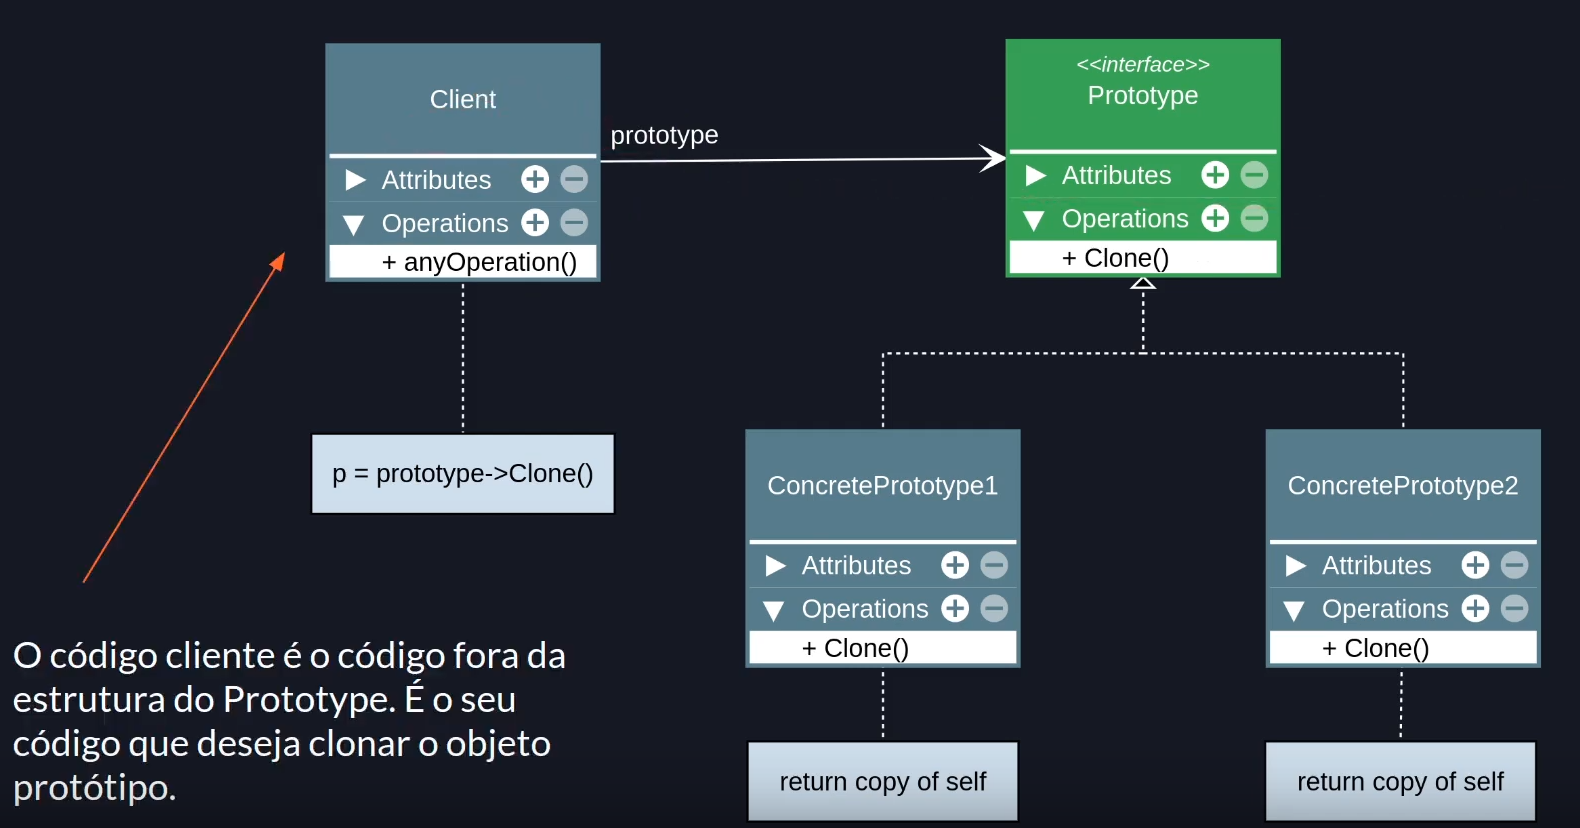 Client
Attributes
Operations
+ anyOperation()
prototype
<<interface>>
Prototype
Attributes
Operations
+ Clone()
p = prototype->Clone()
ConcretePrototype1
Attributes
Operations
+ Clone()
return copy of self
ConcretePrototype2
Attributes
Operations
+ Clone()
return copy of self
O código cliente é o código fora da
estrutura do Prototype. É o seu
código que deseja clonar o objeto
protótipo.